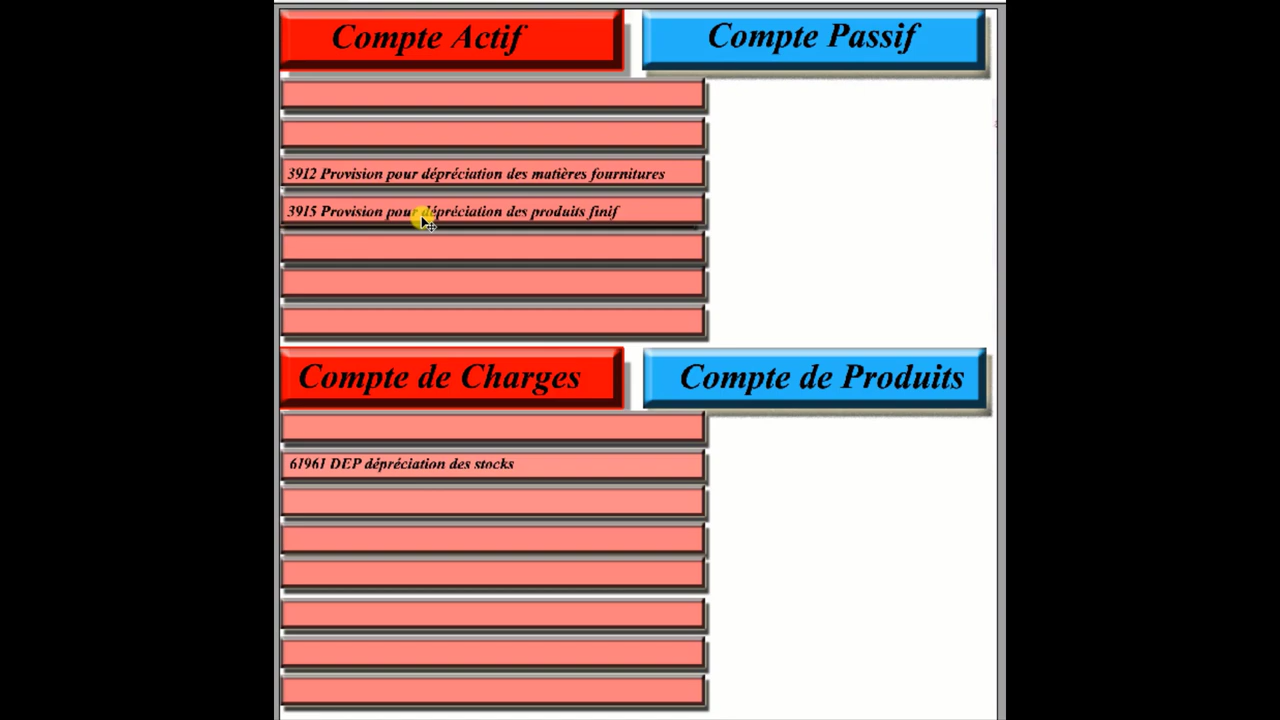 Compte Actif
Compte Passif
3912 Provision pour dépréciation des matières fournitures
3915 Provision pour dépréciation des produits finif
Compte de Charges
Compte de Produits
61961 DEP dépréciation des stocks